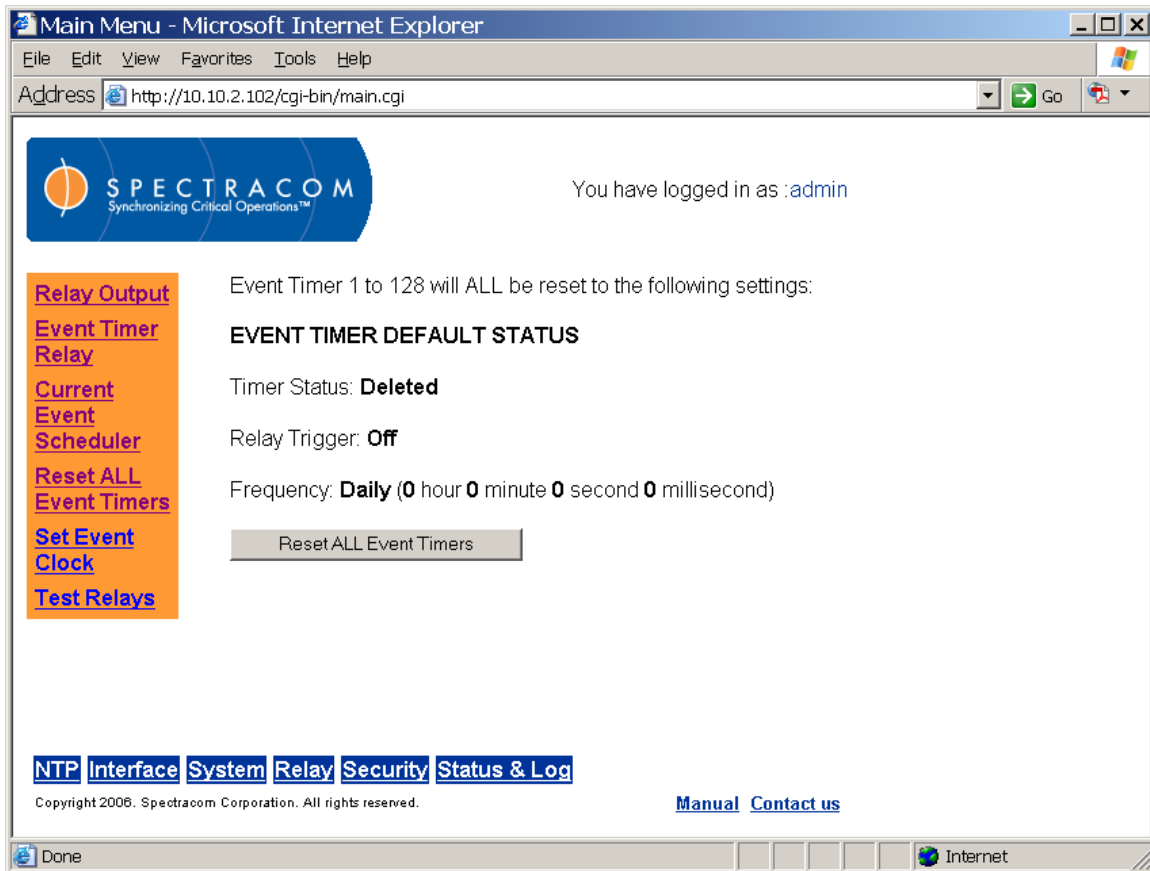 Main Menu - Microsoft Internet Explorer
File Edit View Favorites Tools Help
Address http://10.10.2.102/cgi-bin/main.cgi Go
SPECTRACOM
Synchronizing Critical Operations™
You have logged in as :admin
Relay Output
Event Timer
Relay
Current
Event
Scheduler
Reset ALL
Event Timers
Set Event
Clock
Test Relays
Event Timer 1 to 128 will ALL be reset to the following settings:
EVENT TIMER DEFAULT STATUS
Timer Status: Deleted
Relay Trigger: Off
Frequency: Daily (0 hour 0 minute 0 second 0 millisecond)
Reset ALL Event Timers
NTP Interface System Relay Security Status & Log
Copyright 2006. Spectracom Corporation. All rights reserved.
Manual Contact us
Done
Internet